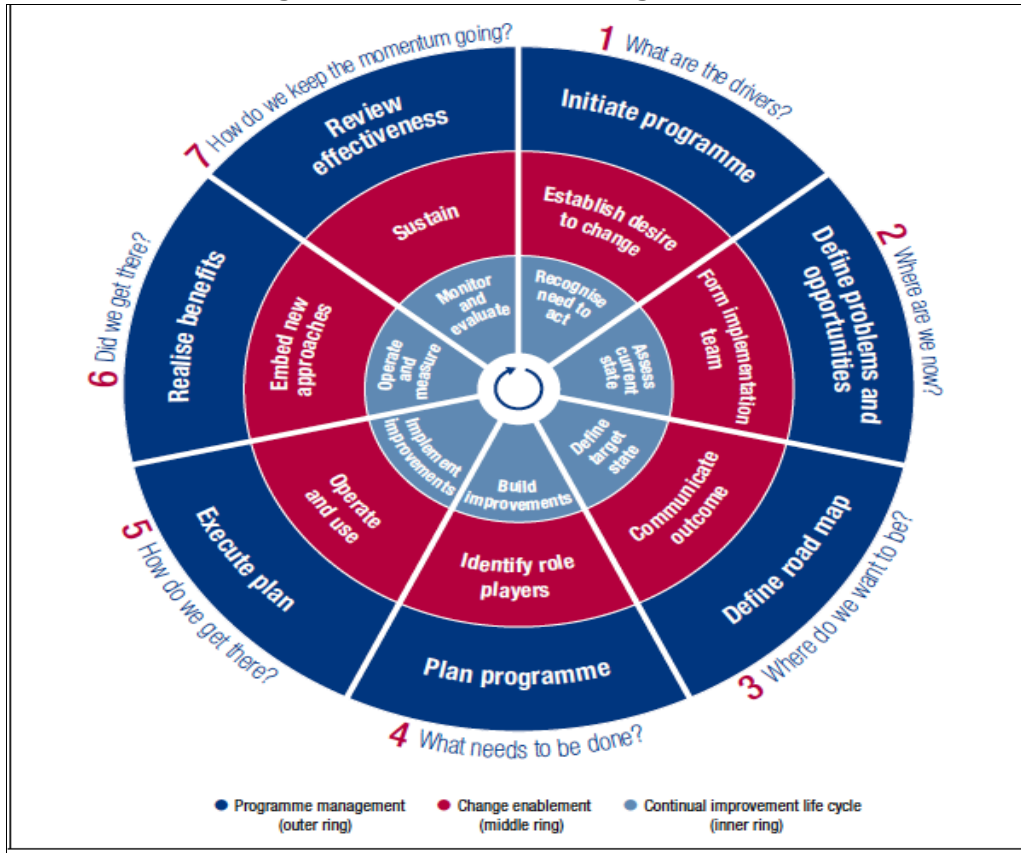 1 What are the drivers?
Initiate programme
Establish desire
to change
Recognise
need to
act
2 Where are we now?
Define problems and
opportunities
Form implementation
team
Assess
current
state
3 Where do we want to be?
Define road map
Communicate
outcome
Define
target
state
4 What needs to be done?
Plan programme
Identify role
players
Build
improvements
5 How do we get there?
Execute plan
Operate
and use
Implement
improvements
6 Did we get there?
Realise benefits
Embed new
approaches
Operate
and
measure
7 How do we keep the momentum going?
Review
effectiveness
Sustain
Monitor
and
evaluate
Programme management
(outer ring)
Change enablement
(middle ring)
Continual improvement life cycle
(inner ring)